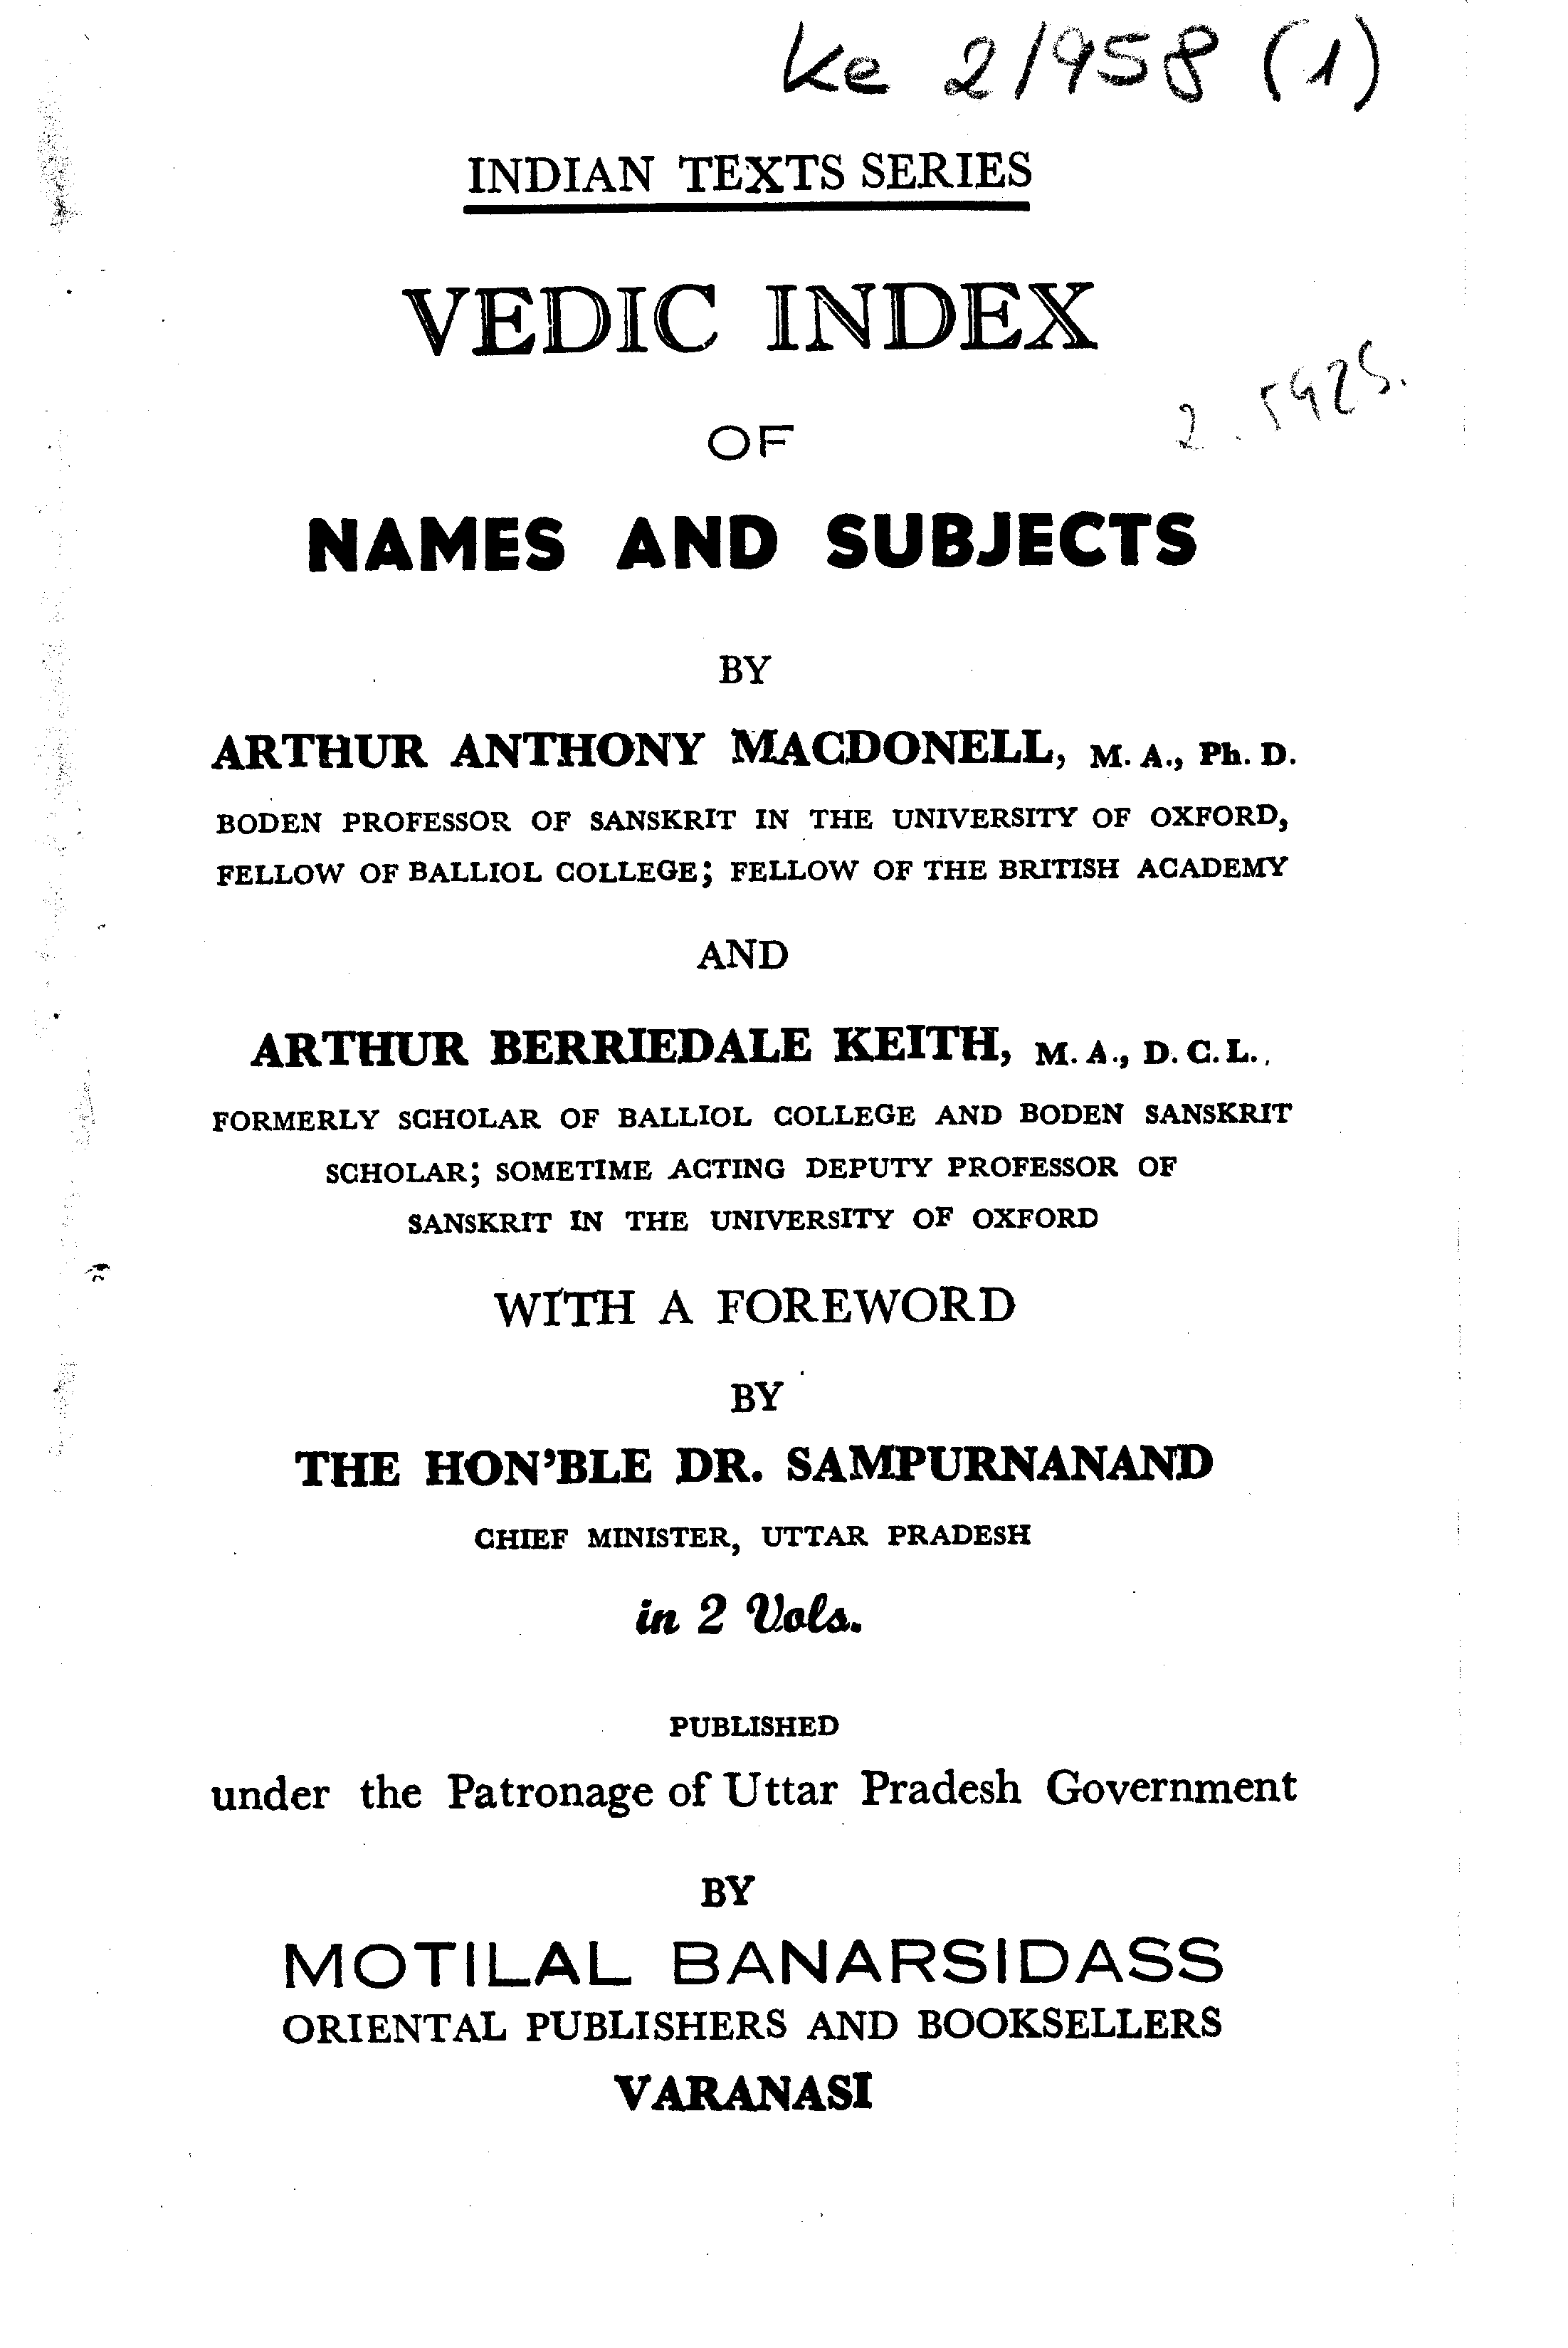 ke 2/958 (1)
INDIAN TEXTS SERIES
VEDIC INDEX
2. 5925.
OF
NAMES AND SUBJECTS
BY
ARTHUR ANTHONY MACDONELL, M. A., Ph. D.
BODEN PROFESSOR OF SANSKRIT IN THE UNIVERSITY OF OXFORD,
FELLOW OF BALLIOL COLLEGE; FELLOW OF THE BRITISH ACADEMY
AND
ARTHUR BERRIEDALE KEITH, M. A., D. C. L.,
FORMERLY SCHOLAR OF BALLIOL COLLEGE AND BODEN SANSKRIT
SCHOLAR; SOMETIME ACTING DEPUTY PROFESSOR OF
SANSKRIT IN THE UNIVERSITY OF OXFORD
WITH A FOREWORD
BY
THE HON'BLE DR. SAMPURNANAND
CHIEF MINISTER, UTTAR PRADESH
in 2 Vols.
PUBLISHED
under the Patronage of Uttar Pradesh Government
BY
MOTILAL BANARSIDASS
ORIENTAL PUBLISHERS AND BOOKSELLERS
VARANASI